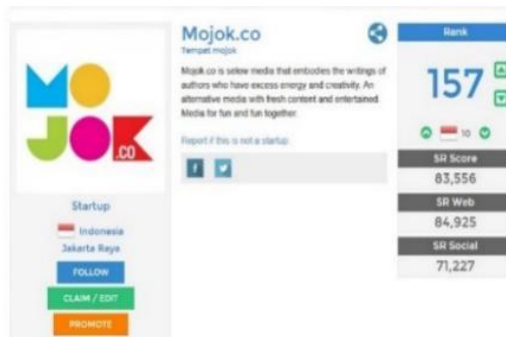 MOJOK
.CO
Startup
Indonesia
Jakarta Raya
FOLLOW
CLAIM / EDIT
PROMOTE
Mojok.co
Tempat mojok
Mojok.co is selow media that embodies the writings of
authors who have excess energy and creativity. An
alternative media with fresh content and entertained.
Media for fun and fun together.
Report if this is not a startup
f
Rank
157
10
SR Score
83,556
SR Web
84,925
SR Social
71,227